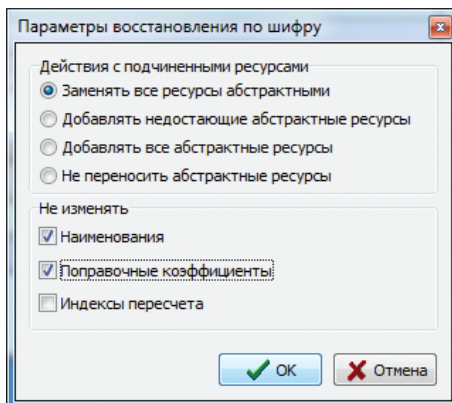 Параметры восстановления по шифру
Действия с подчиненными ресурсами
Заменять все ресурсы абстрактными
Добавлять недостающие абстрактные ресурсы
Добавлять все абстрактные ресурсы
Не переносить абстрактные ресурсы
Не изменять
Наименования
Поправочные коэффициенты
Индексы пересчета
ОК
Отмена